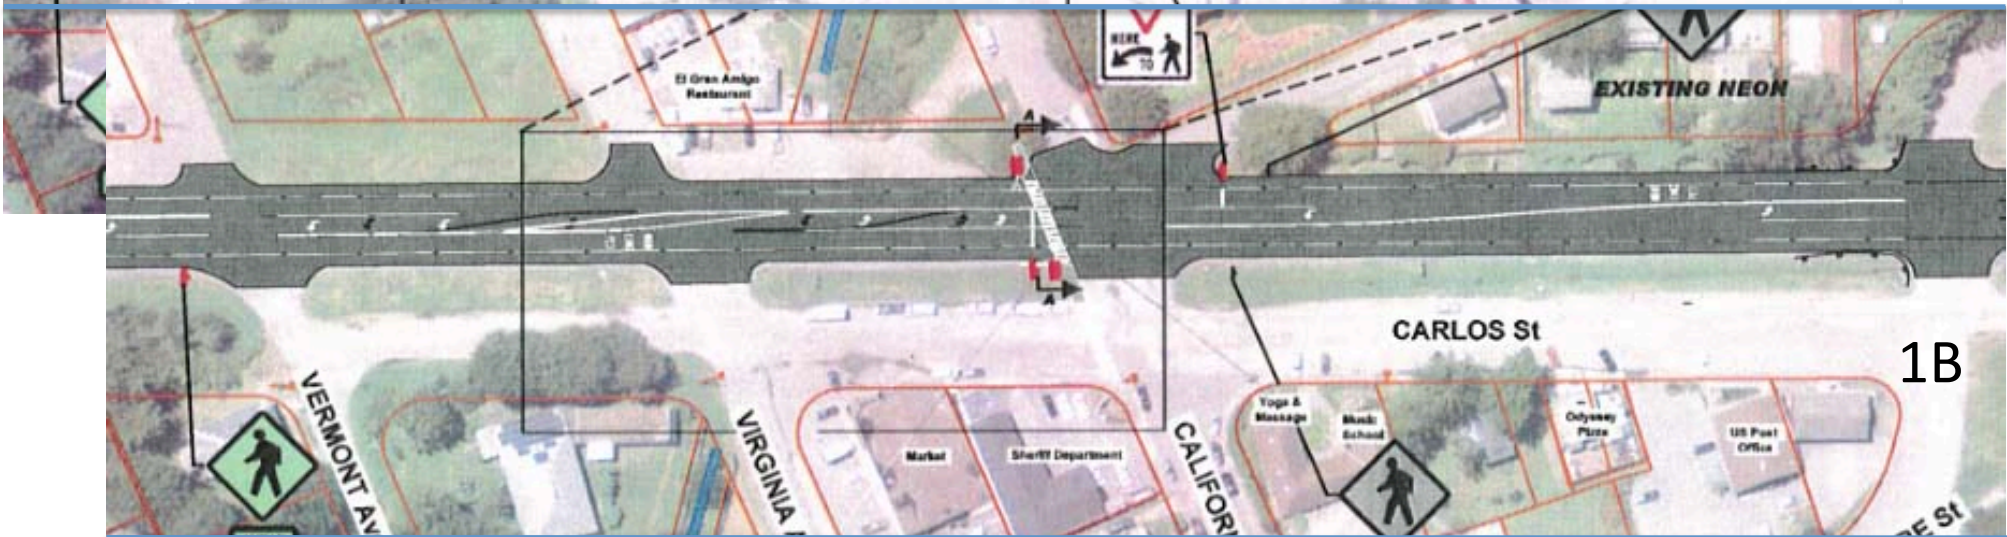 HERE
TO
El Gran Amigo
Restaurant
EXISTING NEON
A
A
CARLOS St
1B
VERMONT Av
VIRGINIA
CALIFOR
Yoga &
Massage
Music
School
Odyssey
Pizza
US Post
Office
Market
Sheriff Department
RE St